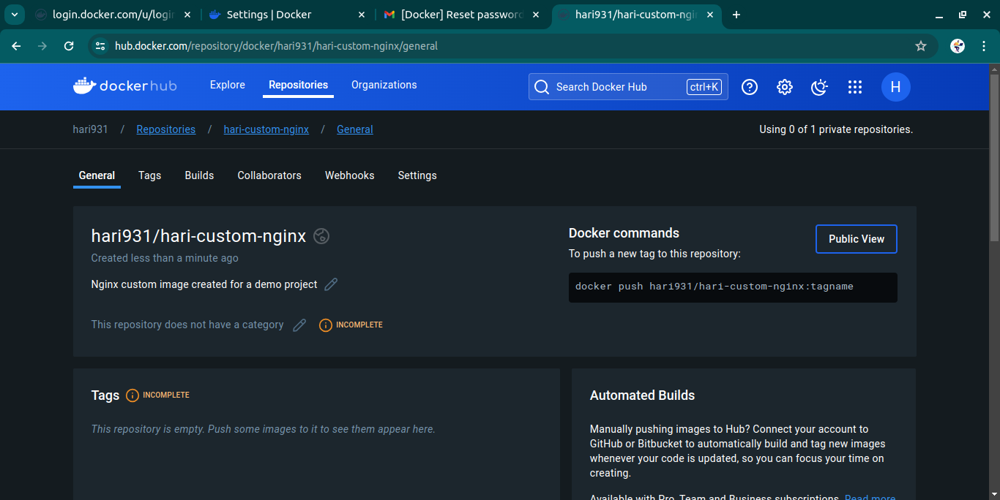 login.docker.com/u/login
Settings | Docker
[Docker] Reset password
hari931/hari-custom-ngi
hub.docker.com/repository/docker/hari931/hari-custom-nginx/general
dockerhub
Explore
Repositories
Organizations
Search Docker Hub
ctrl+K
H
hari931 / Repositories / hari-custom-nginx / General
Using 0 of 1 private repositories.
General
Tags
Builds
Collaborators
Webhooks
Settings
hari931/hari-custom-nginx
Created less than a minute ago
Nginx custom image created for a demo project
This repository does not have a category
INCOMPLETE
Docker commands
Public View
To push a new tag to this repository:
docker push hari931/hari-custom-nginx:tagname
Tags
INCOMPLETE
This repository is empty. Push some images to it to see them appear here.
Automated Builds
Manually pushing images to Hub? Connect your account to
GitHub or Bitbucket to automatically build and tag new images
whenever your code is updated, so you can focus your time on
creating.
Available with Pro, Team and Business subscriptions. Read more